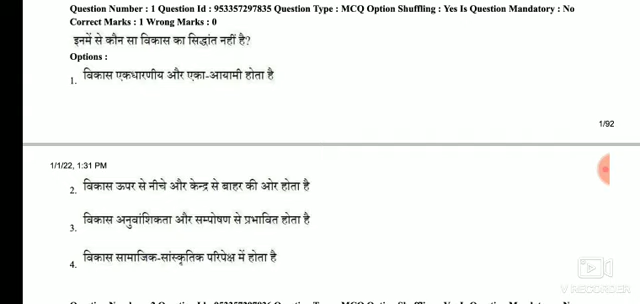 Question Number : 1 Question Id : 953357297835 Question Type : MCQ Option Shuffling : Yes Is Question Mandatory : No
Correct Marks : 1 Wrong Marks : 0
इनमें से कौन सा विकास का सिद्धांत नहीं है?
Options :
1. विकास एकधारणीय और एका-आयामी होता है
1/92
1/1/22, 1:31 PM
2. विकास ऊपर से नीचे और केन्द्र से बाहर की ओर होता है
3. विकास अनुवांशिकता और सम्पोषण से प्रभावित होता है
4. विकास सामाजिक-सांस्कृतिक परिपेक्ष में होता है
V RECORDER